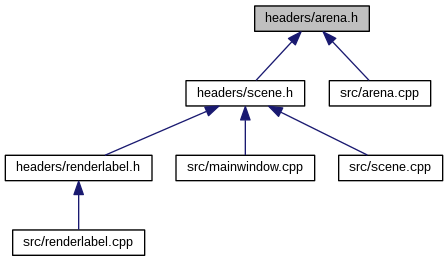 headers/arena.h
headers/scene.h
src/arena.cpp
headers/renderlabel.h
src/mainwindow.cpp
src/scene.cpp
src/renderlabel.cpp